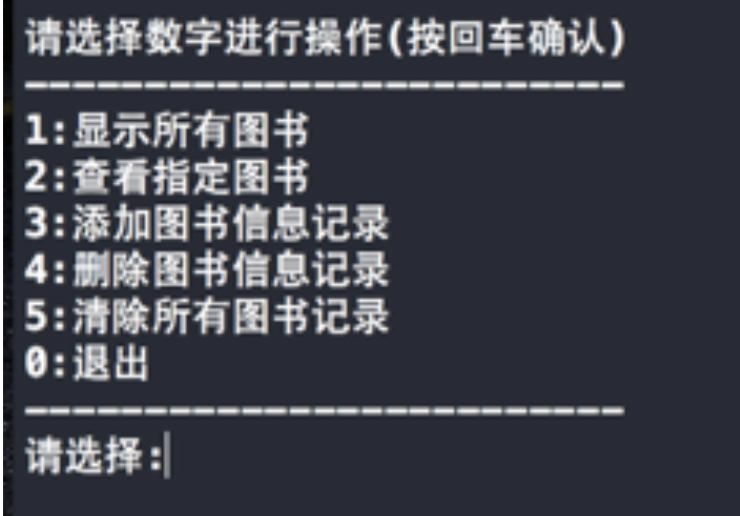 请选择数字进行操作(按回车确认)
-------------------------
1:显示所有图书
2:查看指定图书
3:添加图书信息记录
4:删除图书信息记录
5:清除所有图书记录
0:退出
-------------------------
请选择: